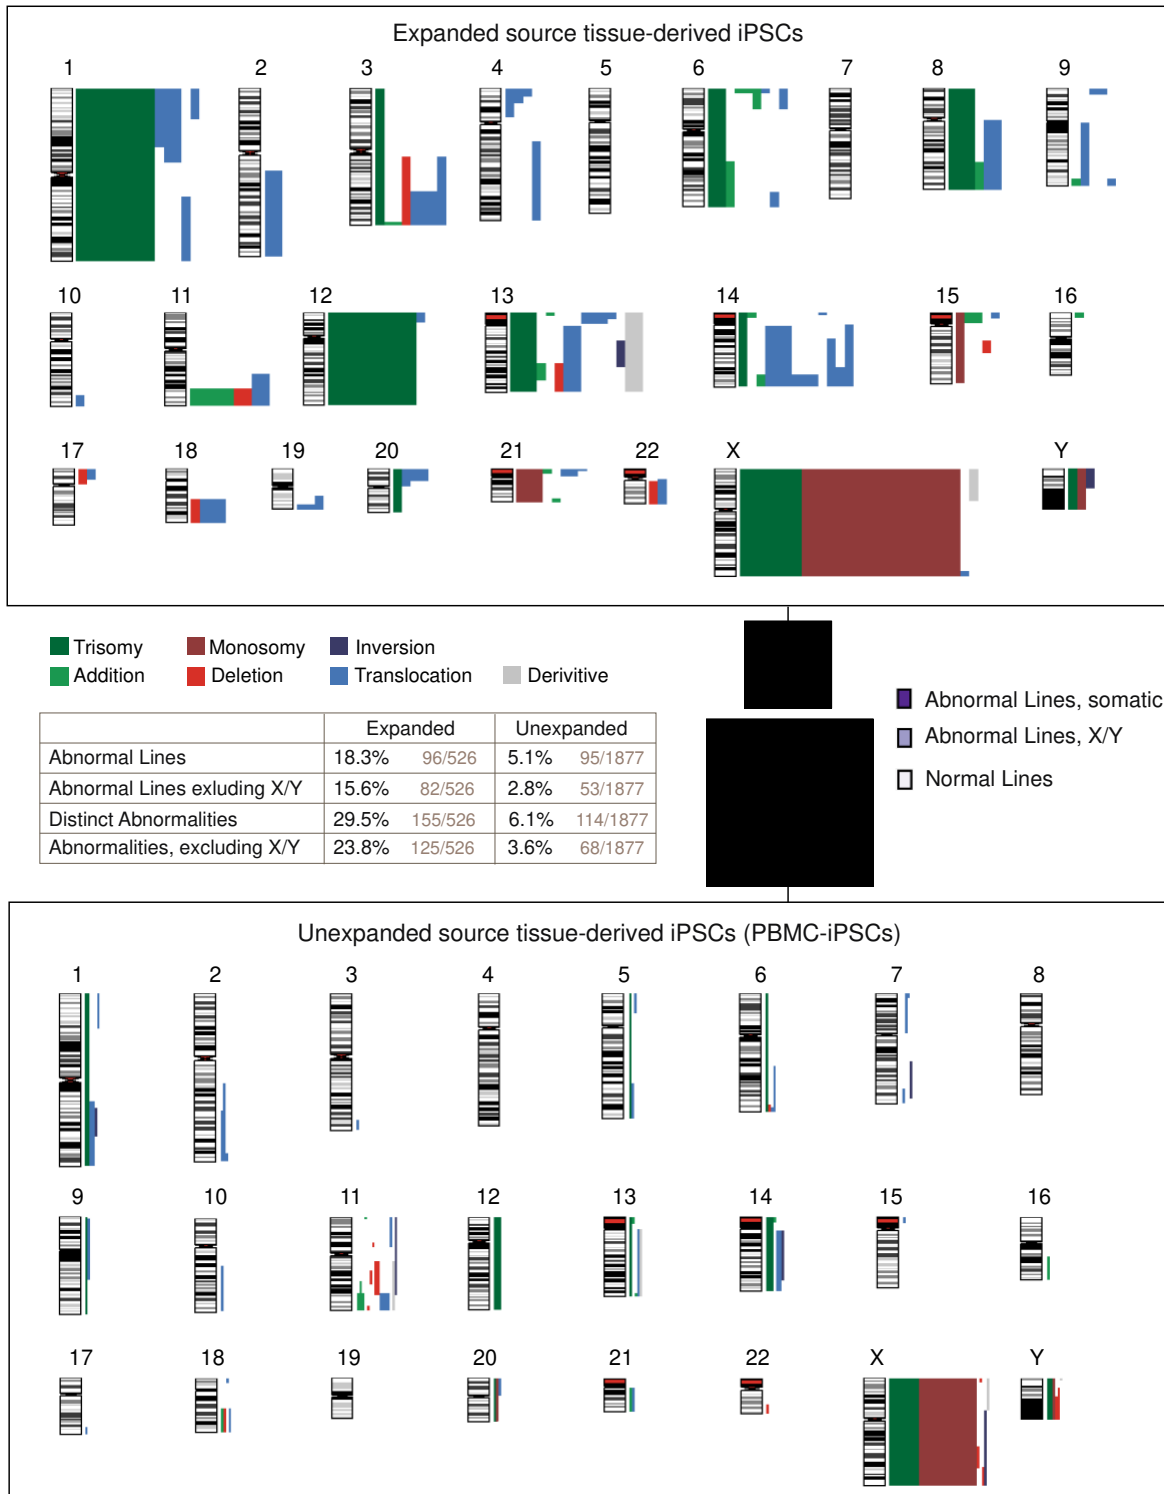 Expanded source tissue-derived iPSCs
1 2 3 4 5 6 7 8 9
10 11 12 13 14 15 16
17 18 19 20 21 22 X Y
Trisomy Monosomy Inversion
Addition Deletion Translocation Derivitive
Abnormal Lines, somatic
Abnormal Lines, X/Y
Normal Lines
Expanded Unexpanded
Abnormal Lines 18.3% 96/526 5.1% 95/1877
Abnormal Lines exluding X/Y 15.6% 82/526 2.8% 53/1877
Distinct Abnormalities 29.5% 155/526 6.1% 114/1877
Abnormalities, excluding X/Y 23.8% 125/526 3.6% 68/1877
Unexpanded source tissue-derived iPSCs (PBMC-iPSCs)
1 2 3 4 5 6 7 8
9 10 11 12 13 14 15 16
17 18 19 20 21 22 X Y